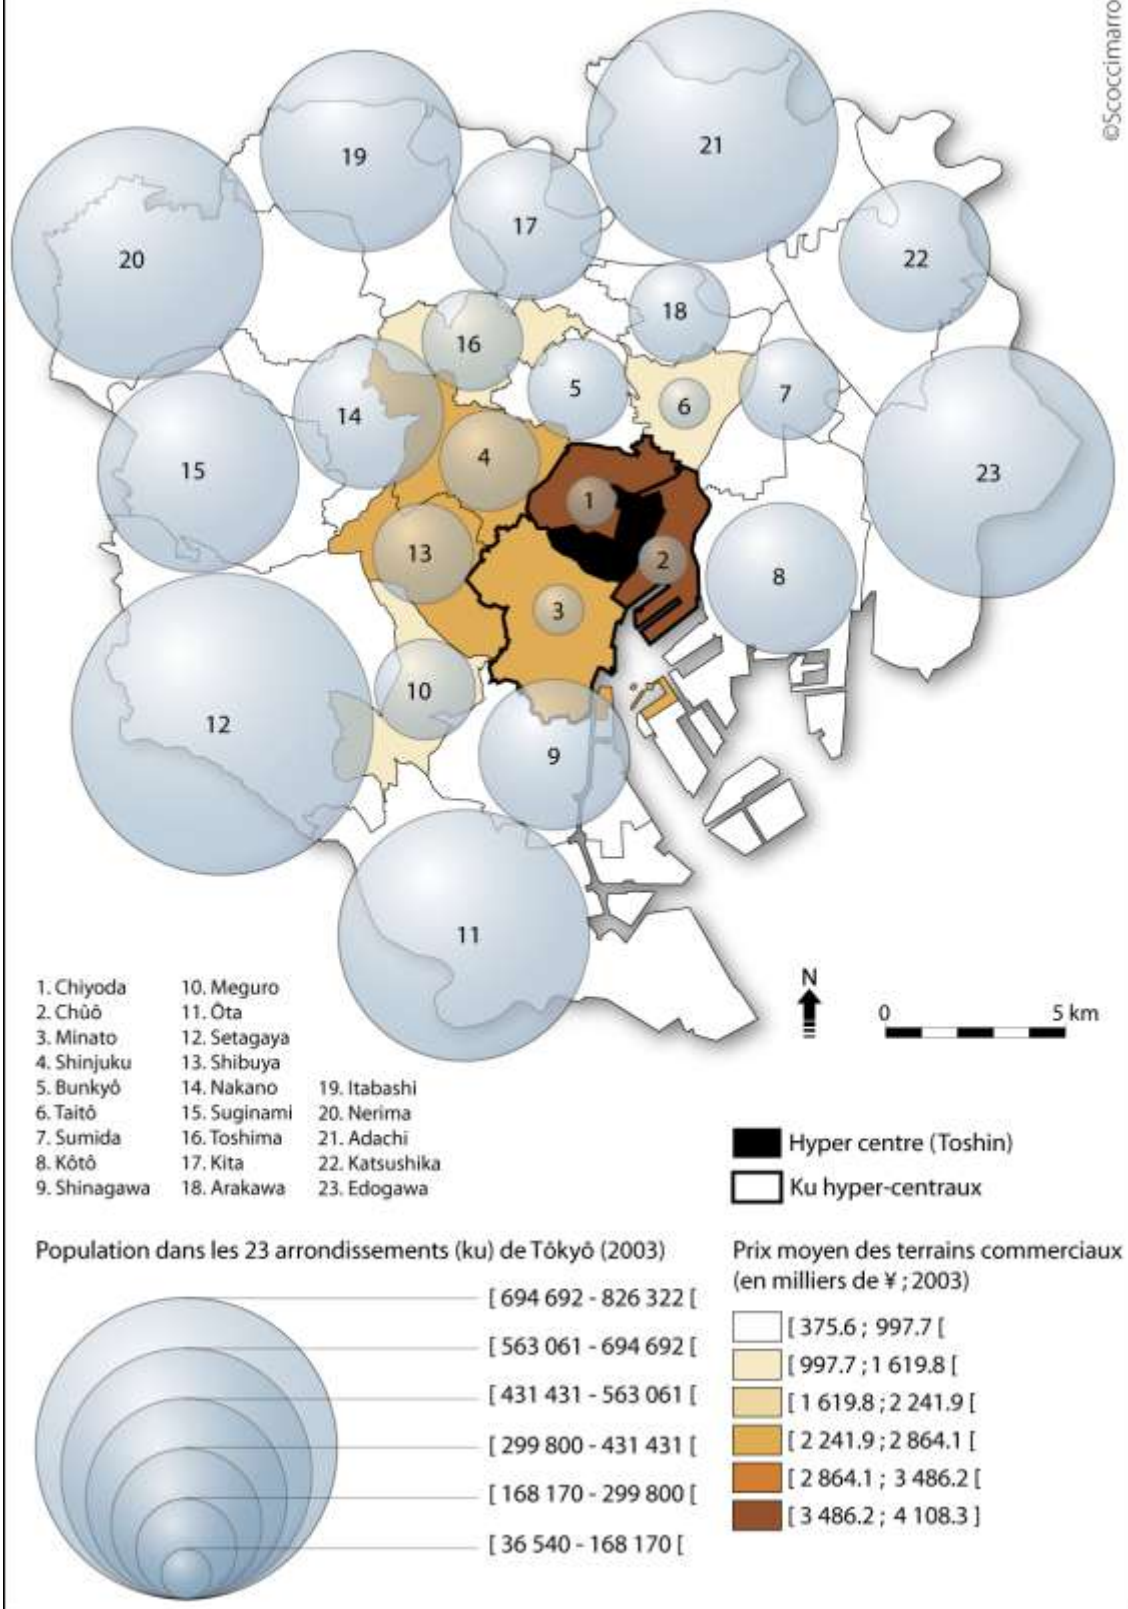 ©Scoccimarro
21
19
17
20
22
18
16
5
7
6
14
4
15
23
1
13
2
8
3
10
12
9
11
N
0 5 km
1. Chiyoda
2. Chûô
3. Minato
4. Shinjuku
5. Bunkyô
6. Taitô
7. Sumida
8. Kôtô
9. Shinagawa
10. Meguro
11. Ôta
12. Setagaya
13. Shibuya
14. Nakano
15. Suginami
16. Toshima
17. Kita
18. Arakawa
19. Itabashi
20. Nerima
21. Adachi
22. Katsushika
23. Edogawa
Hyper centre (Toshin)
Ku hyper-centraux
Population dans les 23 arrondissements (ku) de Tôkyô (2003)
[ 694 692 - 826 322 [
[ 563 061 - 694 692 [
[ 431 431 - 563 061 [
[ 299 800 - 431 431 [
[ 168 170 - 299 800 [
[ 36 540 - 168 170 [
Prix moyen des terrains commerciaux
(en milliers de ¥ ; 2003)
[ 375.6 ; 997.7 [
[ 997.7 ; 1 619.8 [
[ 1 619.8 ; 2 241.9 [
[ 2 241.9 ; 2 864.1 [
[ 2 864.1 ; 3 486.2 [
[ 3 486.2 ; 4 108.3 ]